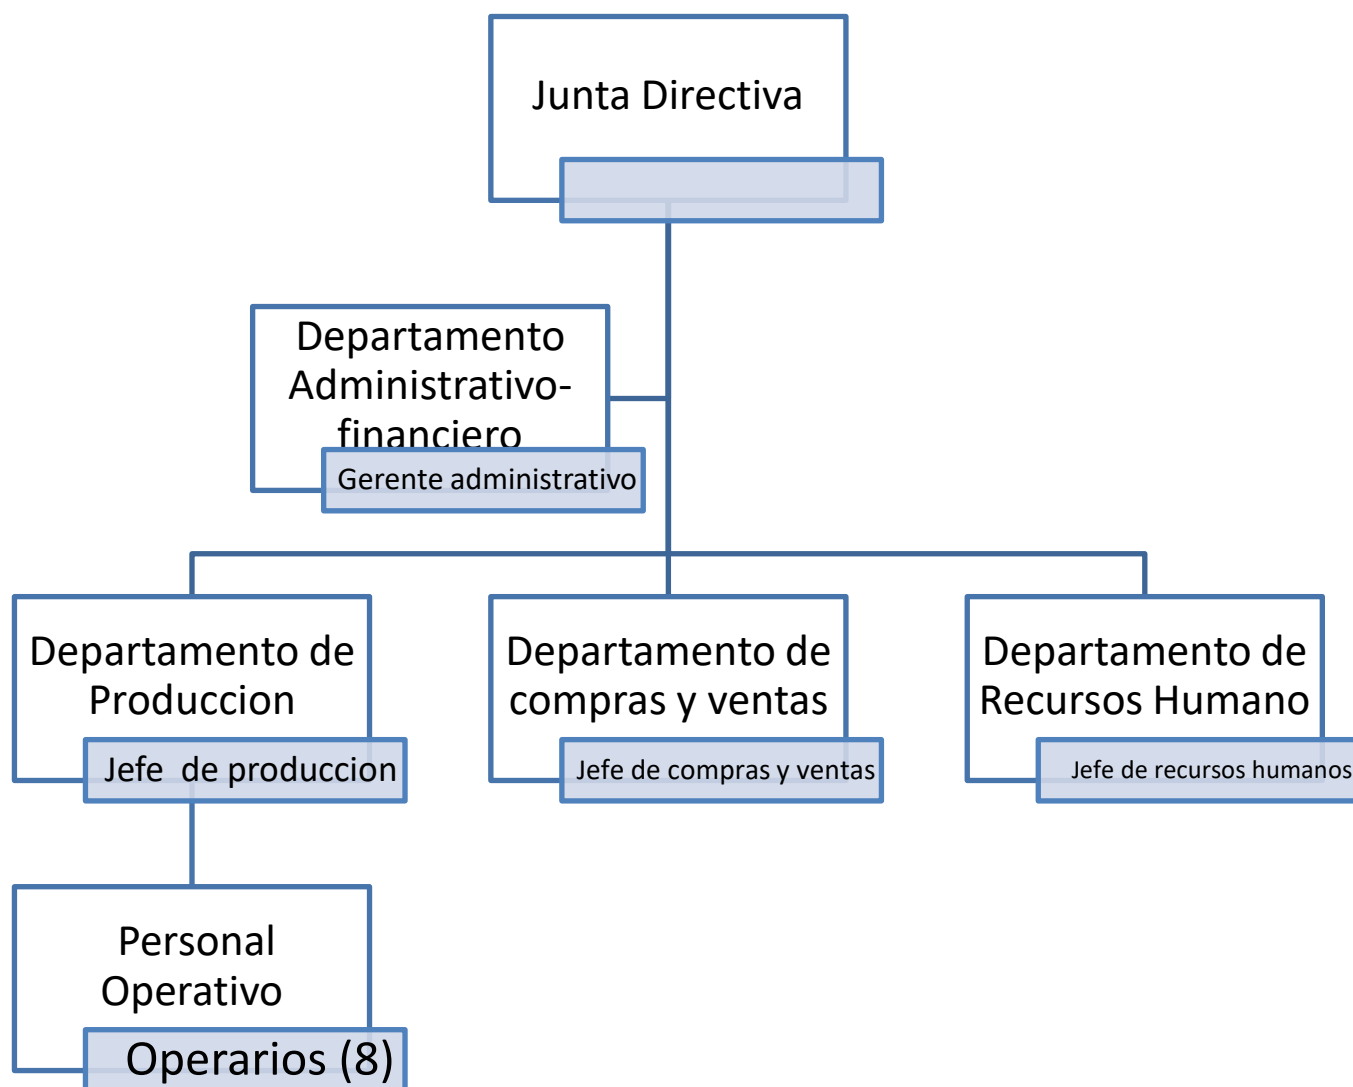 Junta Directiva
Departamento
Administrativo-
financiero
Gerente administrativo
Departamento de
Produccion
Jefe  de produccion
Departamento de
compras y ventas
Jefe de compras y ventas
Departamento de
Recursos Humano
Jefe de recursos humanos
Personal
Operativo
Operarios (8)